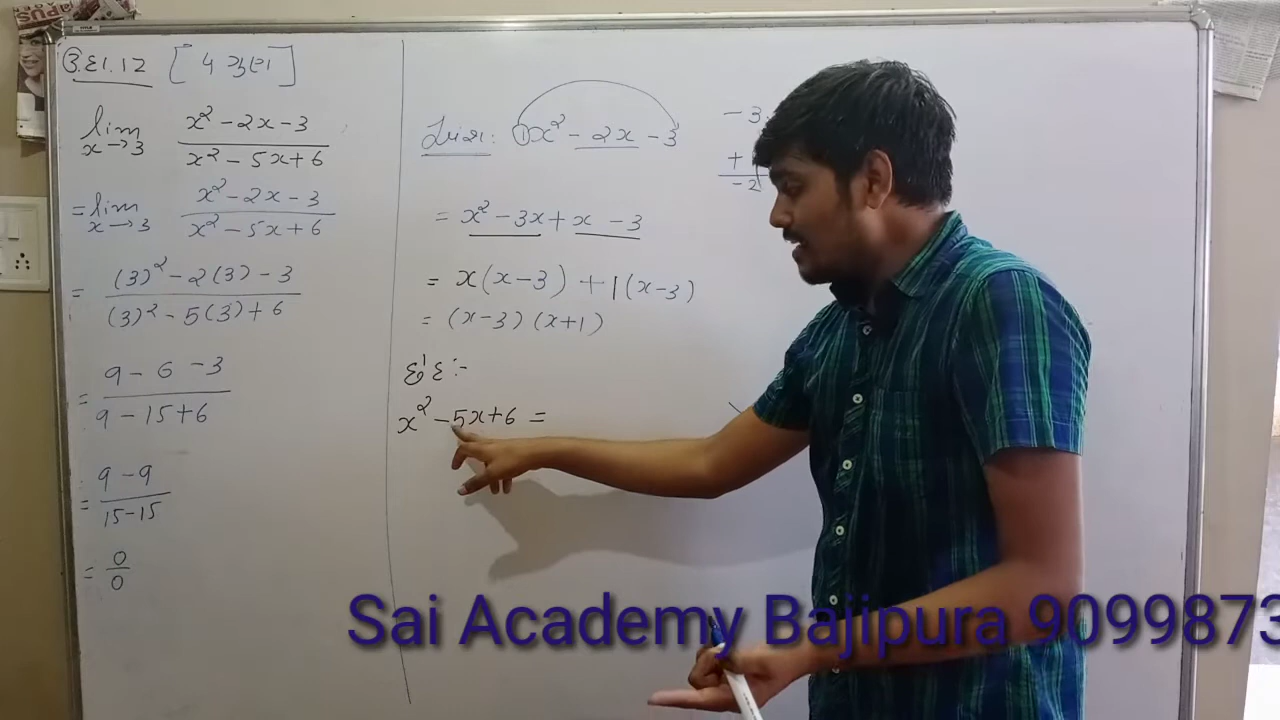 ઉ.દા.12 [4 ગુણ]
lim x→3 x² - 2x - 3 / x² - 5x + 6
= lim x→3 x² - 2x - 3 / x² - 5x + 6
= (3)² - 2(3) - 3 / (3)² - 5(3) + 6
= 9 - 6 - 3 / 9 - 15 + 6
= 9 - 9 / 15 - 15
= 0 / 0
અંશ: 1x² - 2x - 3
= x² - 3x + x - 3
= x(x-3) + 1(x-3)
= (x-3) (x+1)
છેદ :-
x² - 5x + 6 =
-3
+
-2
Sai Academy Bajipura 9099873